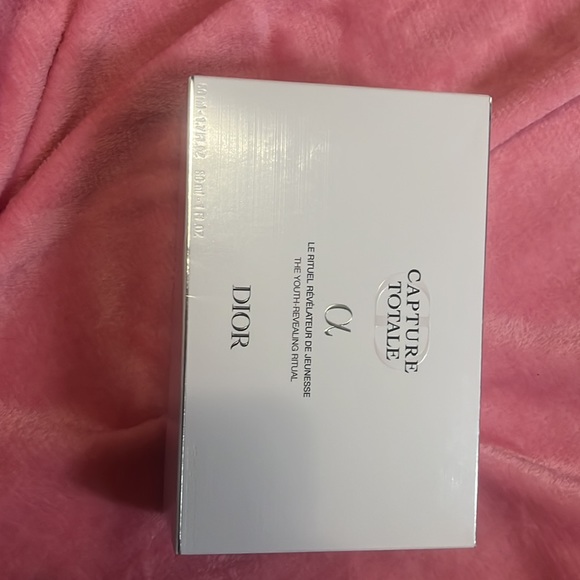 CAPTURE
TOTALE
α
LE RITUEL RÉVÉLATEUR DE JEUNESSE
THE YOUTH-REVEALING RITUAL
DIOR